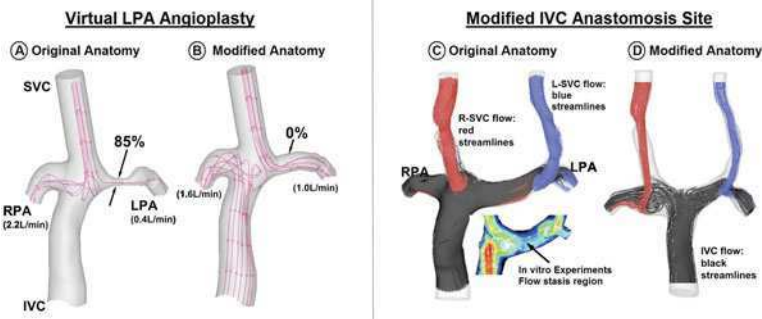 Virtual LPA Angioplasty
A Original Anatomy
B Modified Anatomy
SVC
85%
0%
RPA
(2.2L/min)
LPA
(0.4L/min)
(1.6L/min)
(1.0L/min)
IVC
Modified IVC Anastomosis Site
C Original Anatomy
D Modified Anatomy
L-SVC flow:
blue
streamlines
R-SVC flow:
red
streamlines
RPA
LPA
In vitro Experiments
Flow stasis region
IVC flow:
black
streamlines